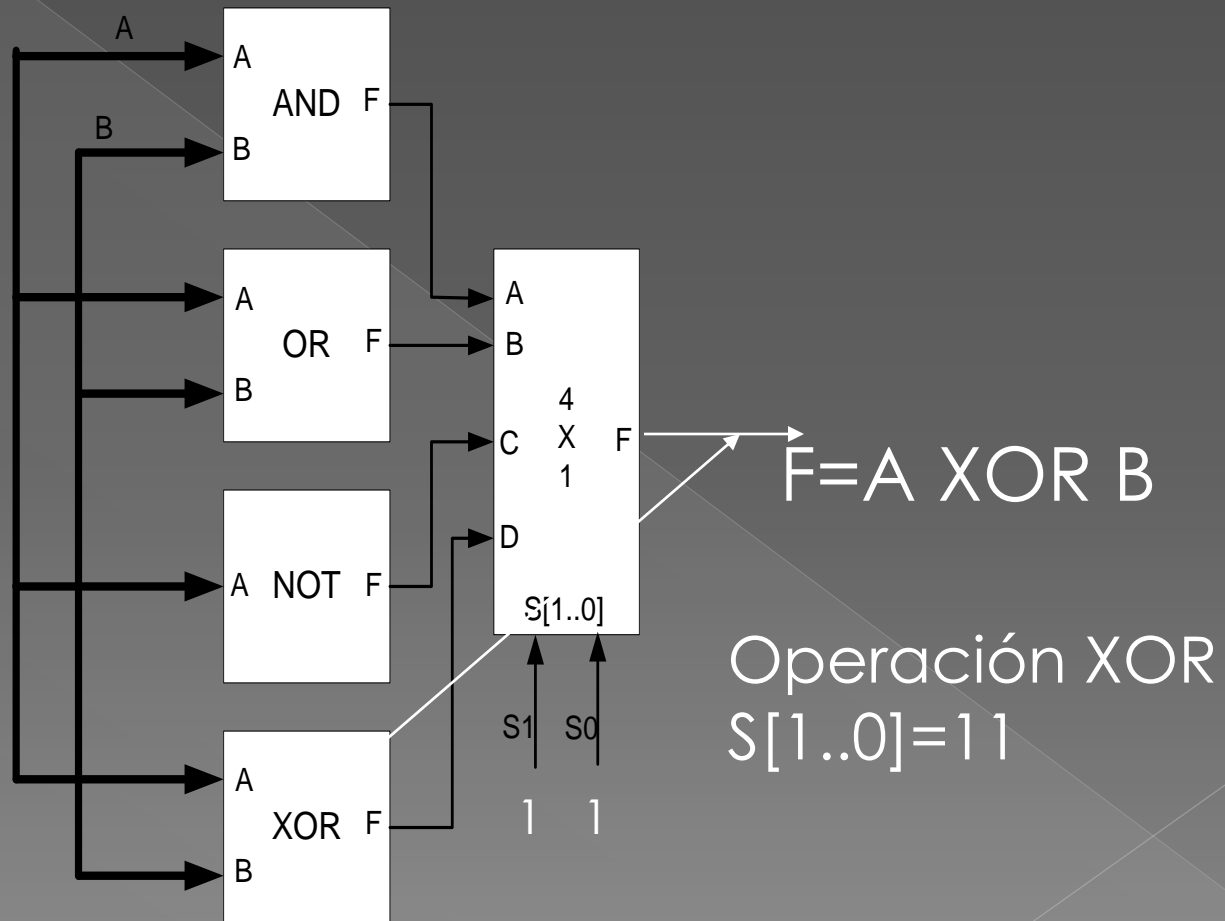 A
B
A
AND F
B
A
OR F
B
A NOT F
A
XOR F
B
A
B
C
D
4
X
1
F
S[1..0]
S1 S0
1 1
F=A XOR B
Operación XOR
S[1..0]=11